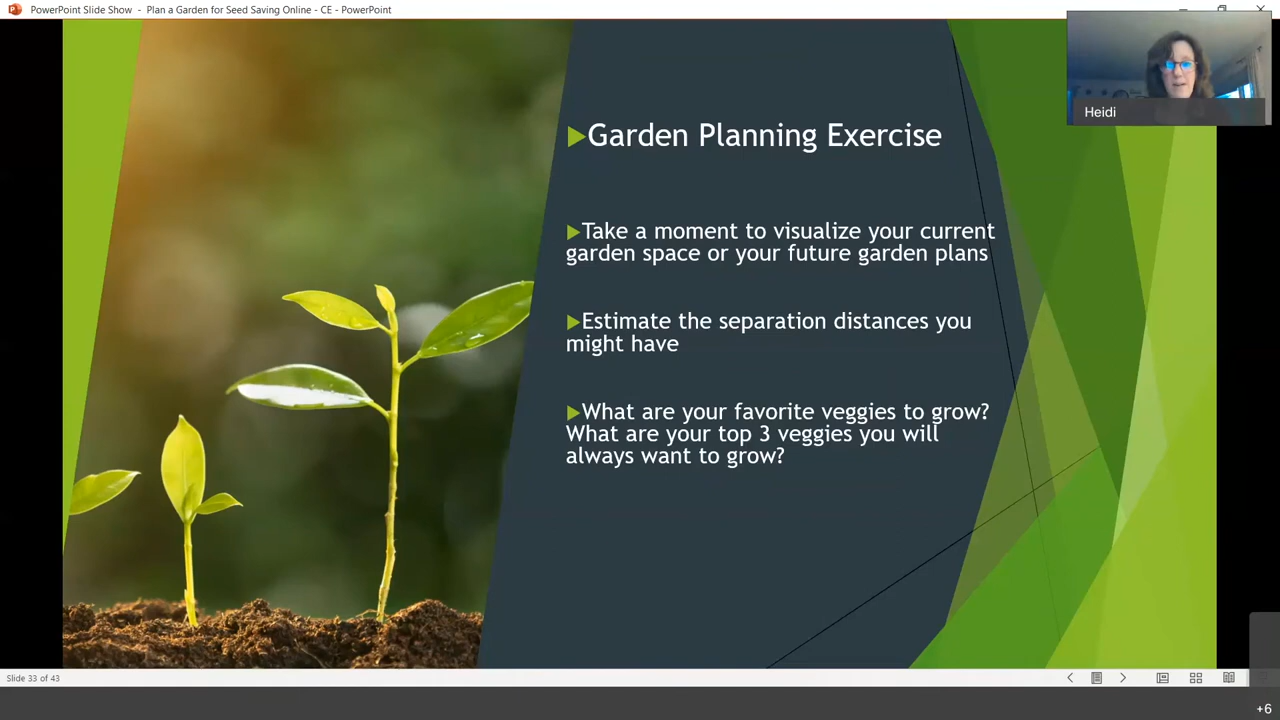 PowerPoint Slide Show - Plan a Garden for Seed Saving Online - CE - PowerPoint
Heidi
Garden Planning Exercise
Take a moment to visualize your current
garden space or your future garden plans
Estimate the separation distances you
might have
What are your favorite veggies to grow?
What are your top 3 veggies you will
always want to grow?
Slide 33 of 43
+6